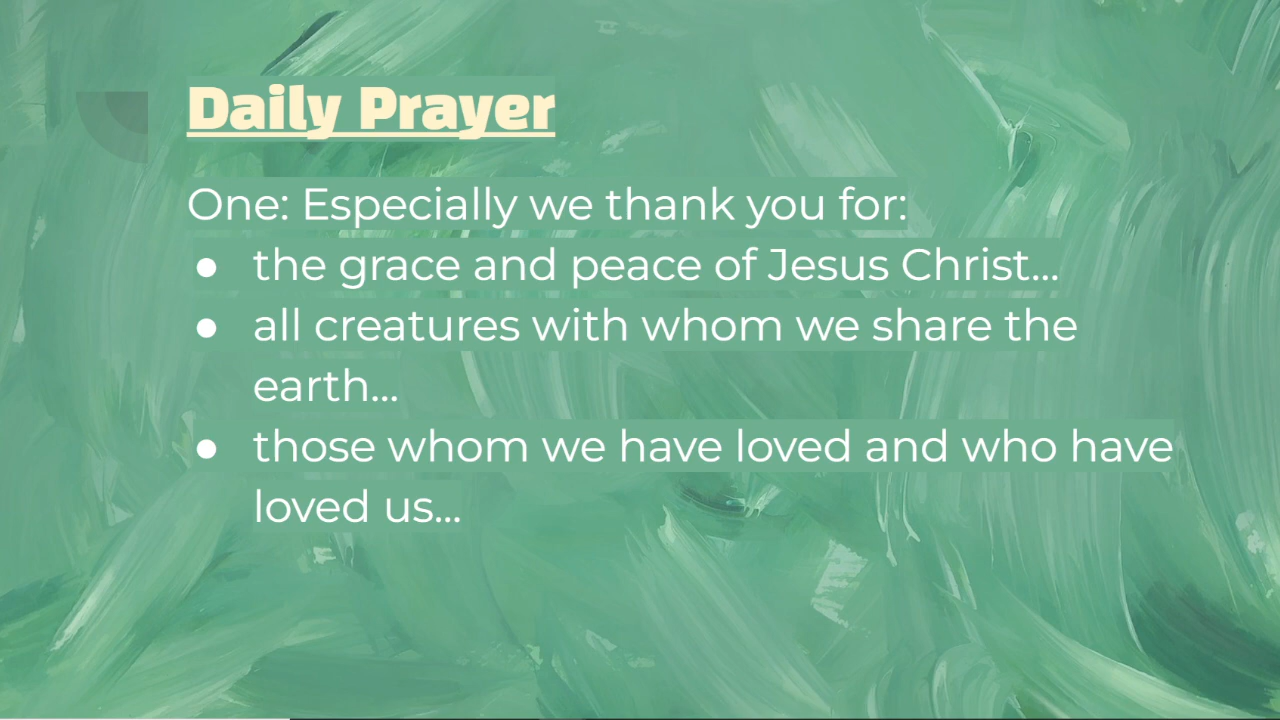 Daily Prayer
One: Especially we thank you for:
● the grace and peace of Jesus Christ...
● all creatures with whom we share the
earth...
● those whom we have loved and who have
loved us...